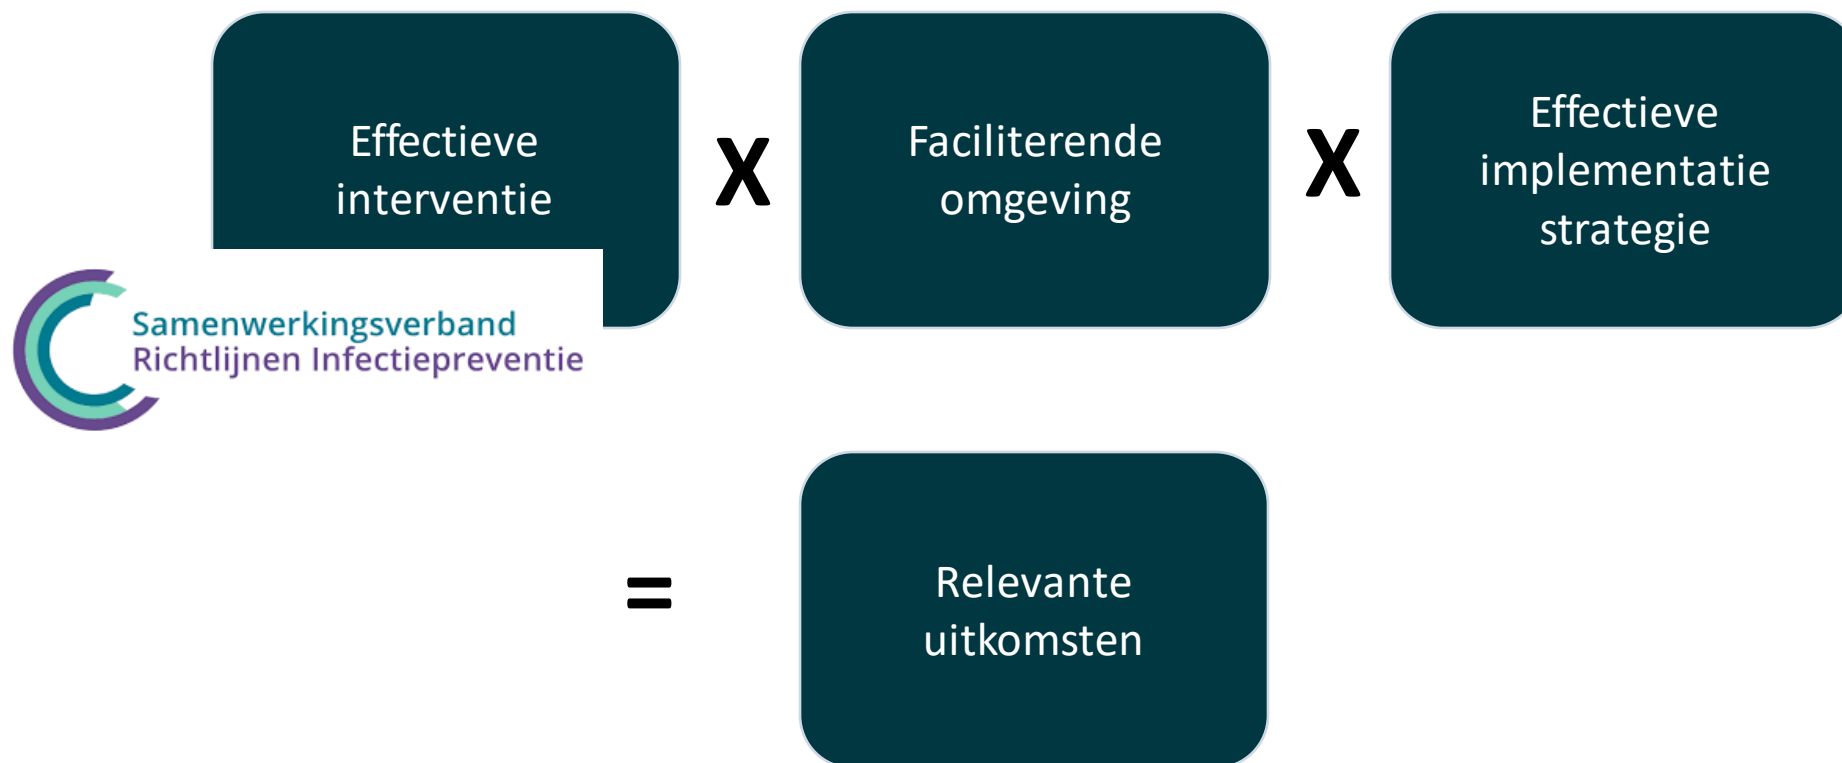 Effectieve
interventie
X
Faciliterende
omgeving
X
Effectieve
implementatie
strategie
Samenwerkingsverband
Richtlijnen Infectiepreventie
=
Relevante
uitkomsten